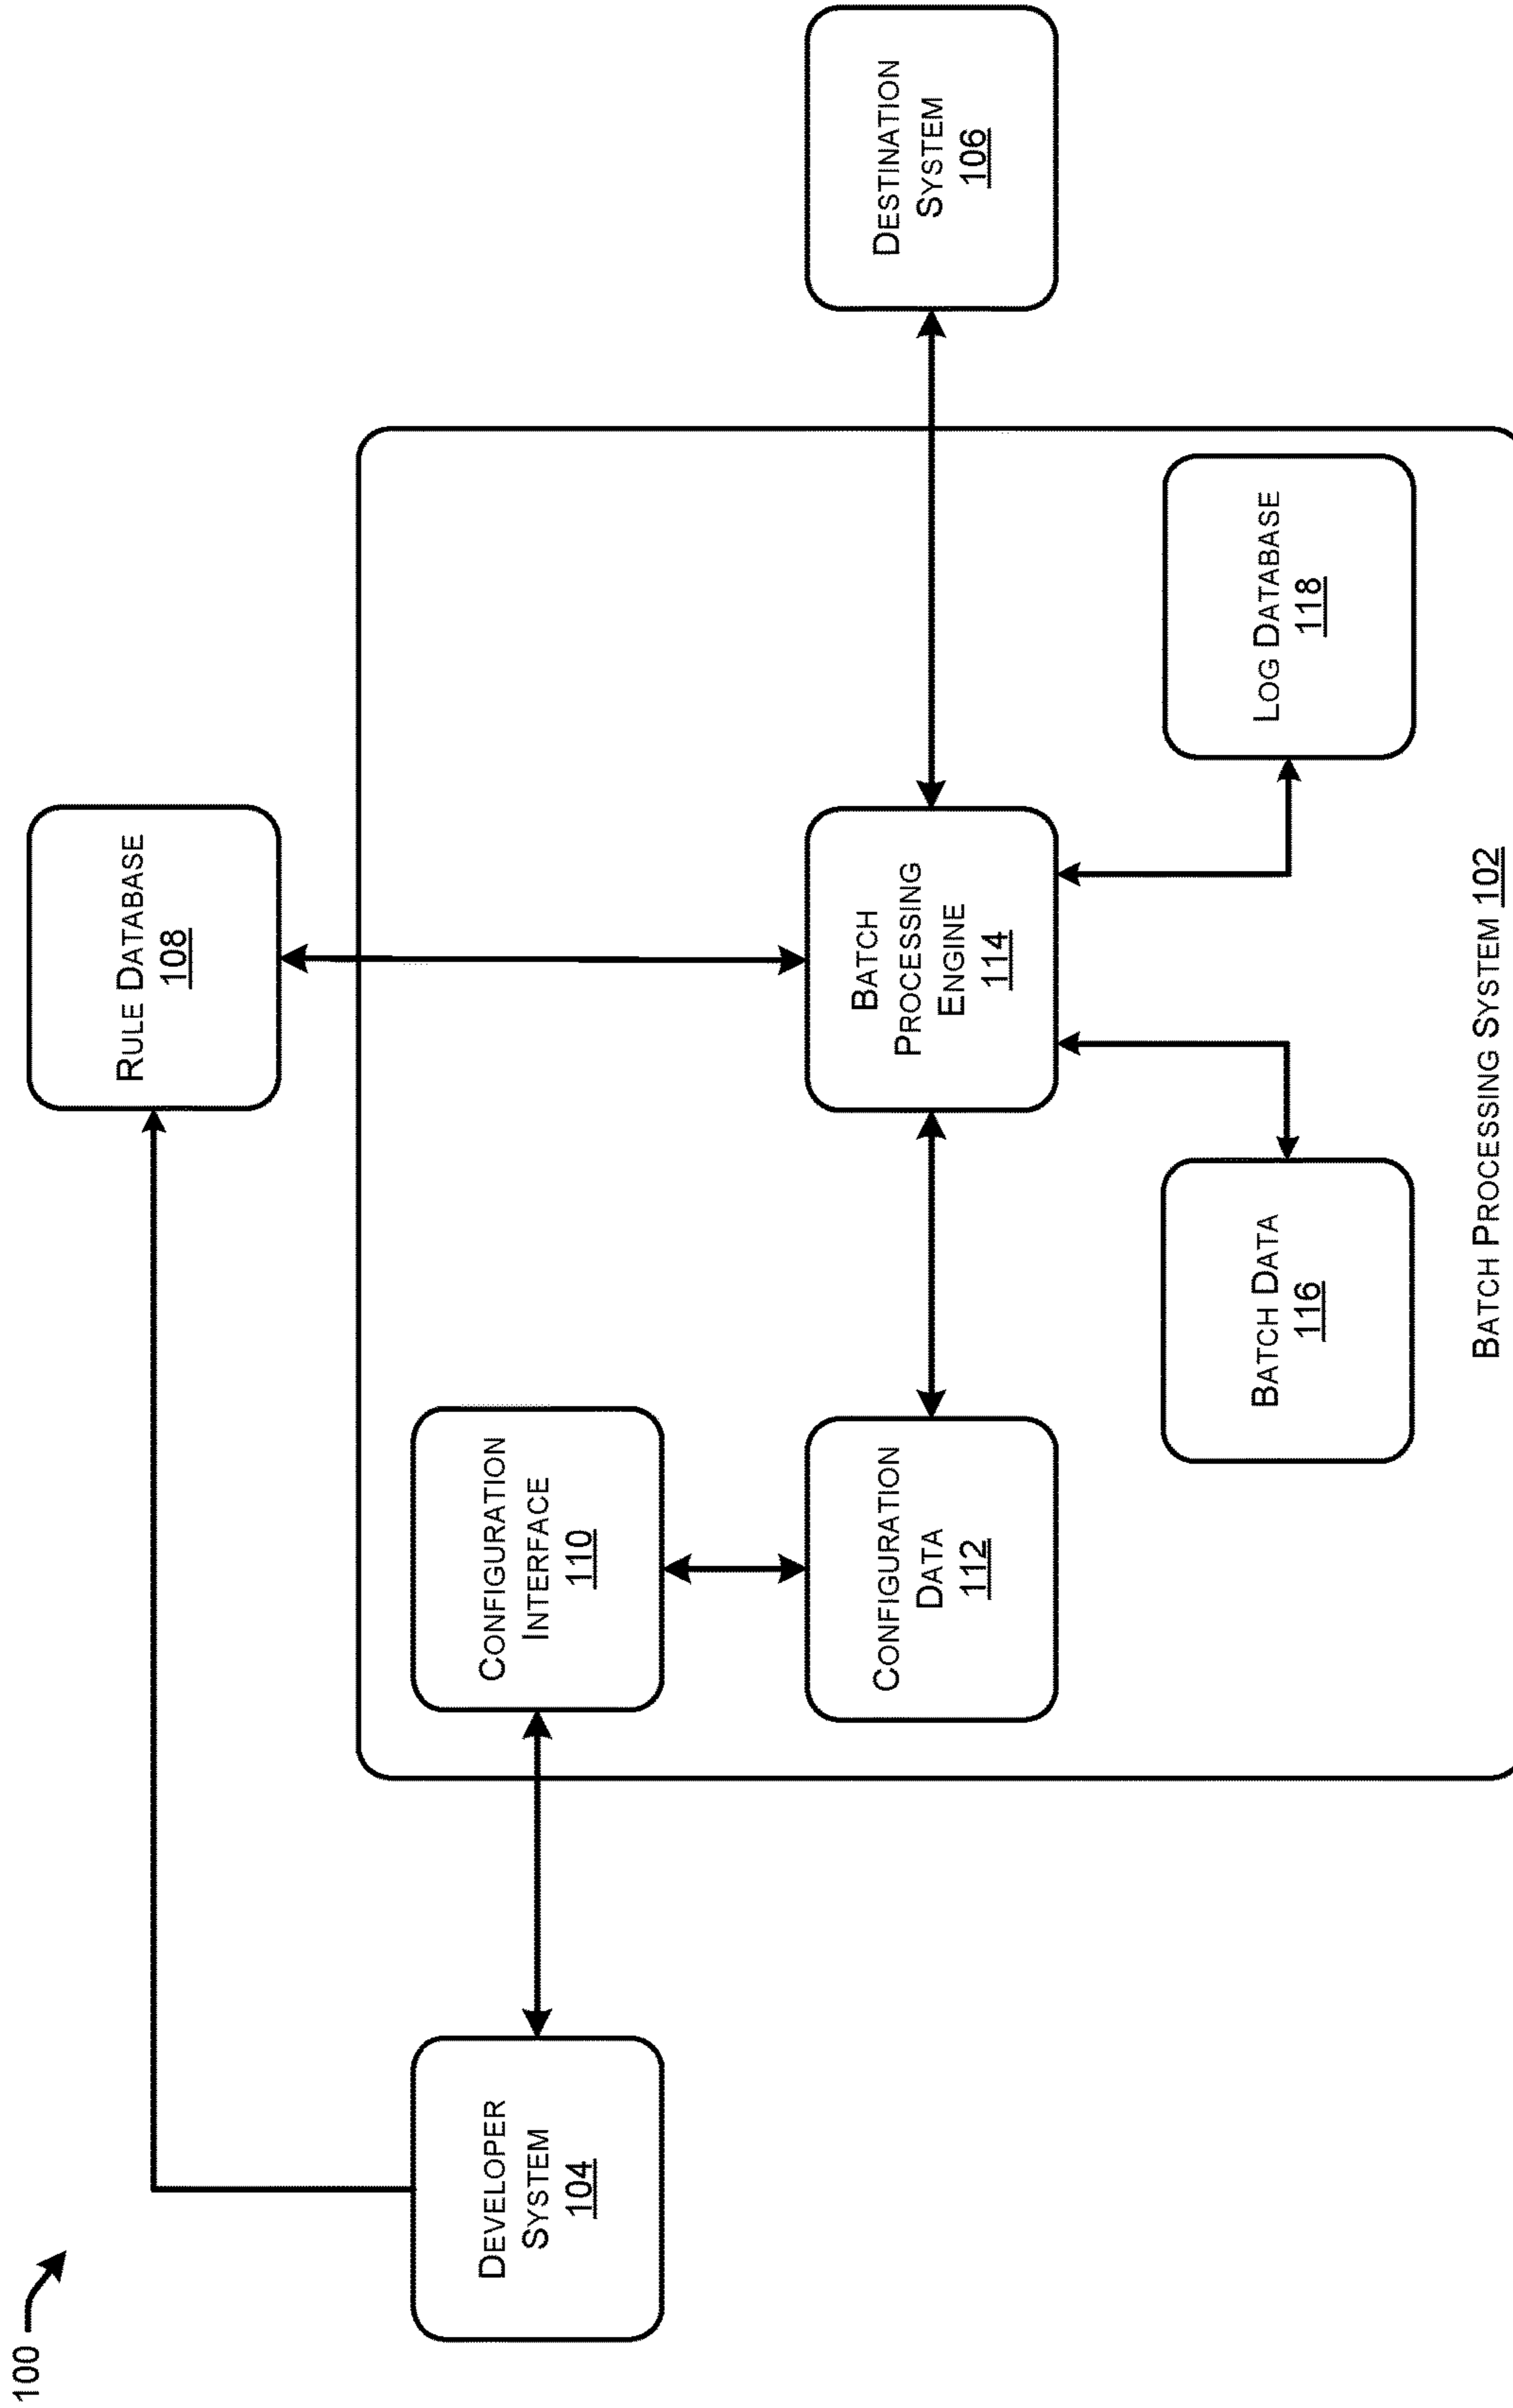 100
RULE DATABASE
108
DEVELOPER
SYSTEM
104
CONFIGURATION
INTERFACE
110
CONFIGURATION
DATA
112
BATCH
PROCESSING
ENGINE
114
DESTINATION
SYSTEM
106
BATCH DATA
116
LOG DATABASE
118
BATCH PROCESSING SYSTEM 102